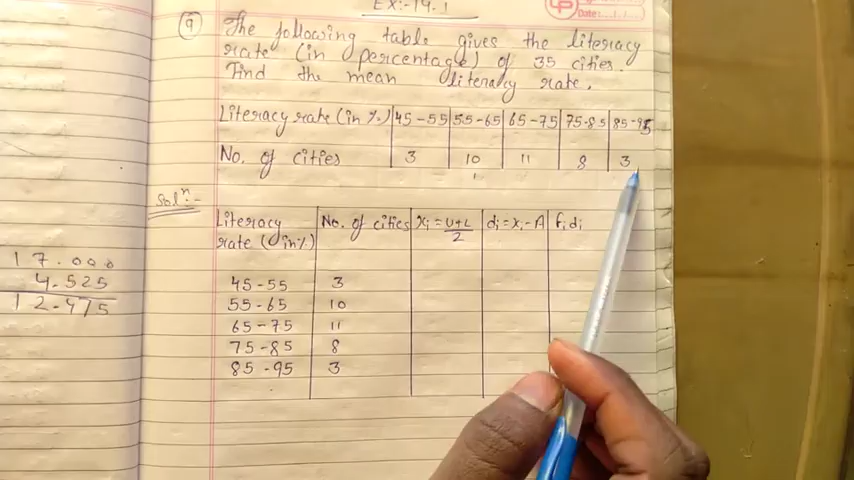 EX:-14.1
Date:...../...../.....
(9) The following table gives the literacy
rate (in percentage) of 35 cities.
Find the mean literacy rate.
Literacy rate (in %) 45-55 55-65 65-75 75-85 85-95
No. of cities 3 10 11 8 3
Solⁿ:-
Literacy rate (in %) No. of cities xi = U+L/2 di = xi - A fidi
45-55 3
55-65 10
65-75 11
75-85 8
85-95 3
17.000
4.525
12.475